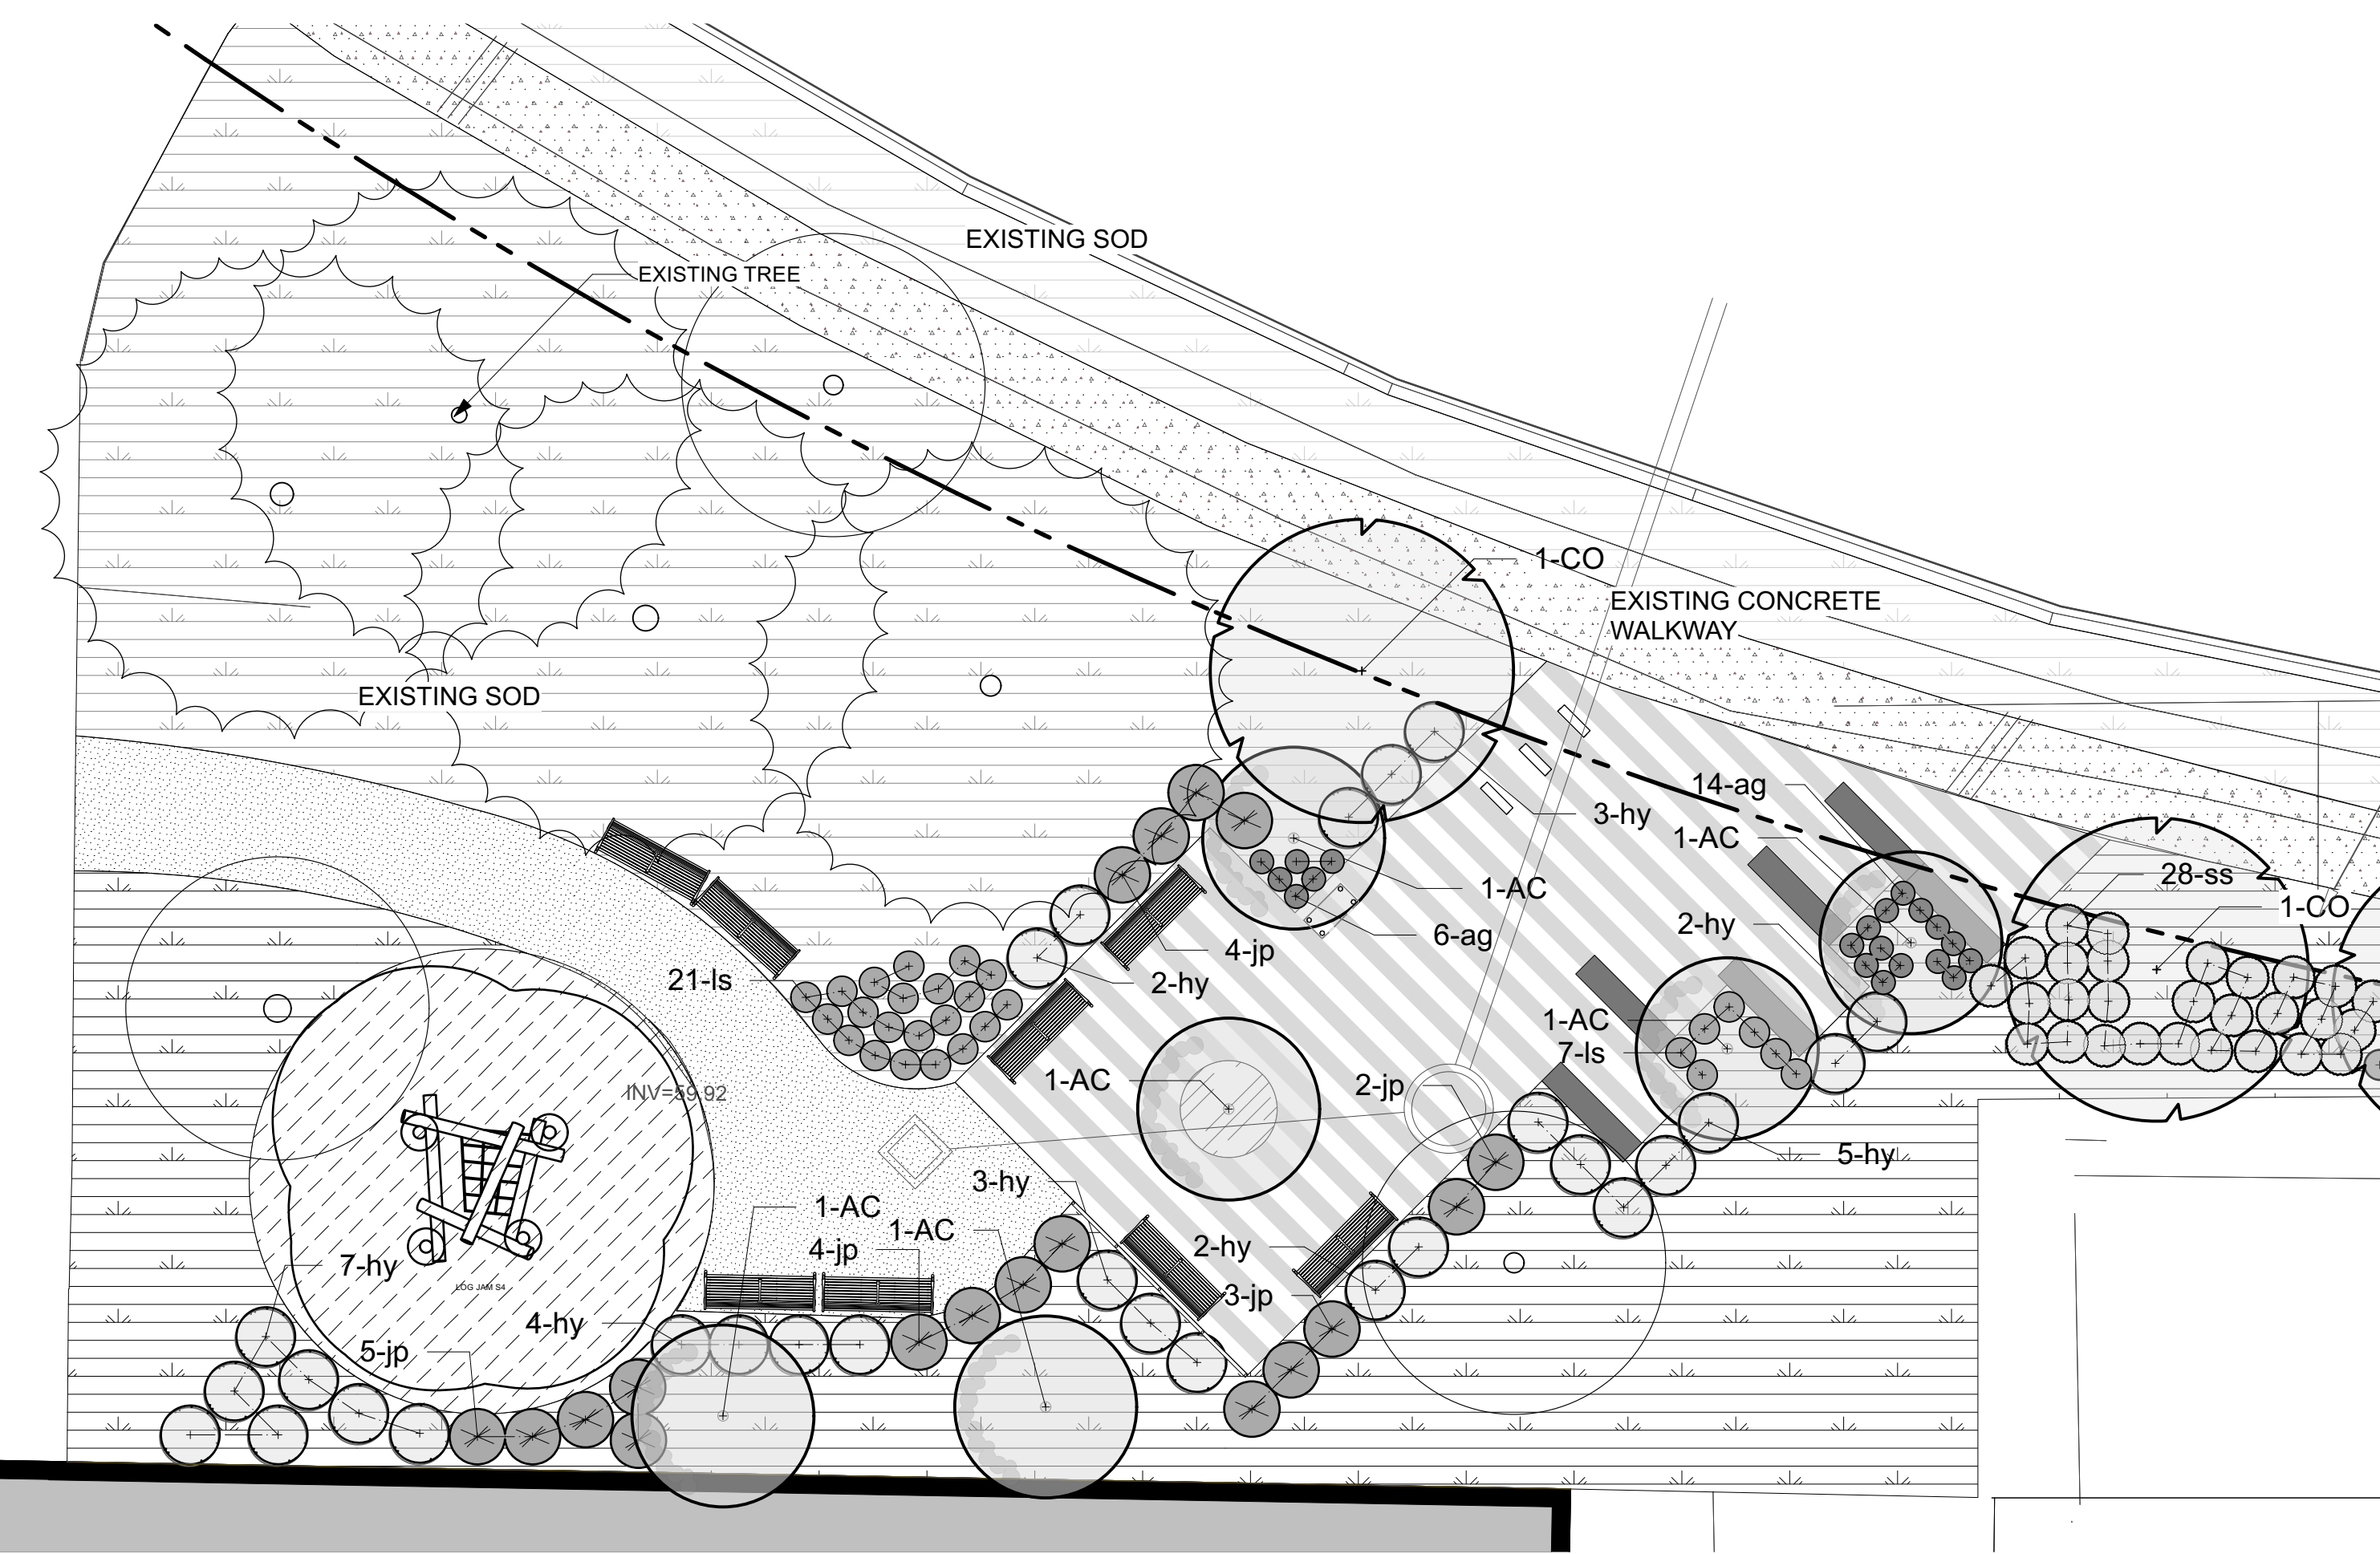 EXISTING SOD
EXISTING TREE
1-CO
EXISTING CONCRETE
WALKWAY
EXISTING SOD
14-ag
3-hy
1-AC
28-ss
1-AC
1-CO
2-hy
6-ag
4-jp
21-ls
2-hy
1-AC
7-ls
1-AC
2-jp
INV=59.92
5-hy
3-hy
1-AC
1-AC
4-jp
2-hy
7-hy
LOG JAM S4
3-jp
4-hy
5-jp